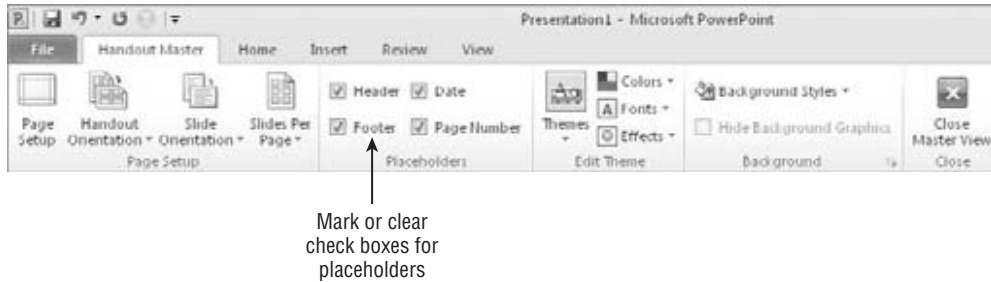 Presentation1 - Microsoft PowerPoint
File Handout Master Home Insert Review View
Header Date
Footer Page Number
Page Setup
Handout Orientation
Slide Orientation
Slides Per Page
Themes
Colors
Fonts
Effects
Background Styles
Hide Background Graphics
Close Master View
Page Setup Placeholders Edit Theme Background Close
Mark or clear
check boxes for
placeholders